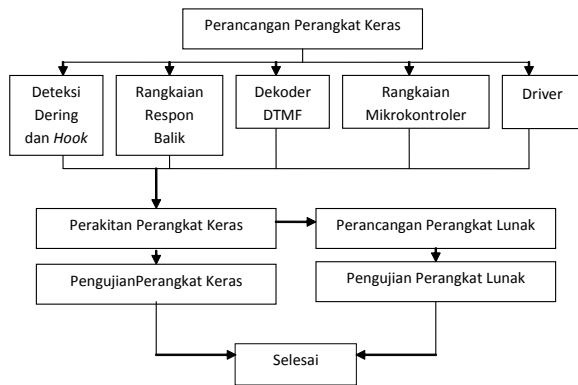 Perancangan Perangkat Keras
Deteksi
Dering
dan Hook
Rangkaian
Respon
Balik
Dekoder
DTMF
Rangkaian
Mikrokontroler
Driver
Perakitan Perangkat Keras
Perancangan Perangkat Lunak
PengujianPerangkat Keras
Pengujian Perangkat Lunak
Selesai